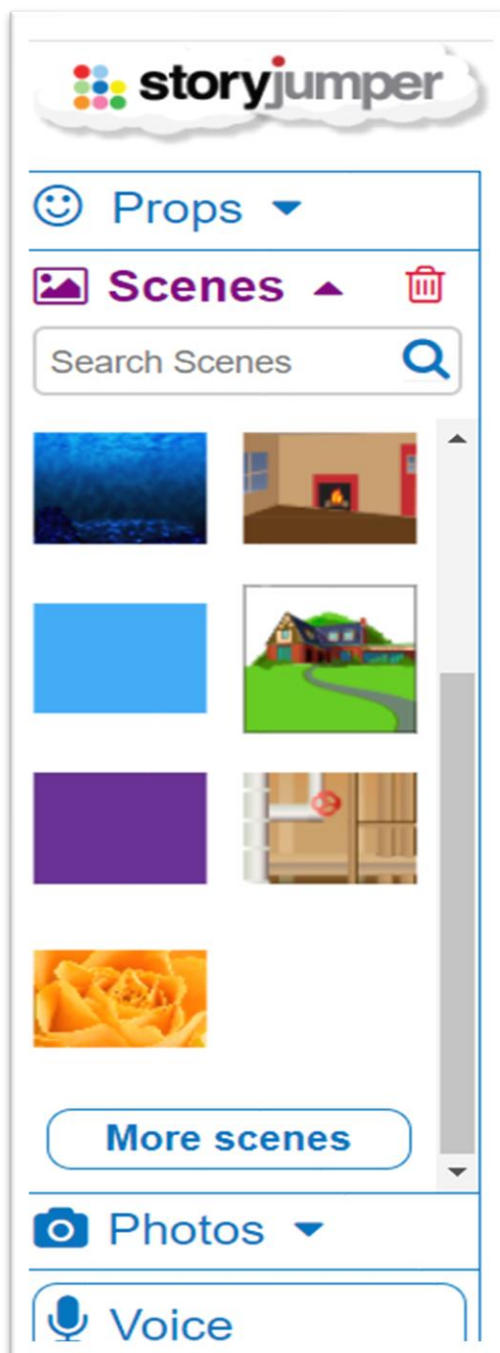 storyjumper
Props
Scenes
Search Scenes
More scenes
Photos
Voice